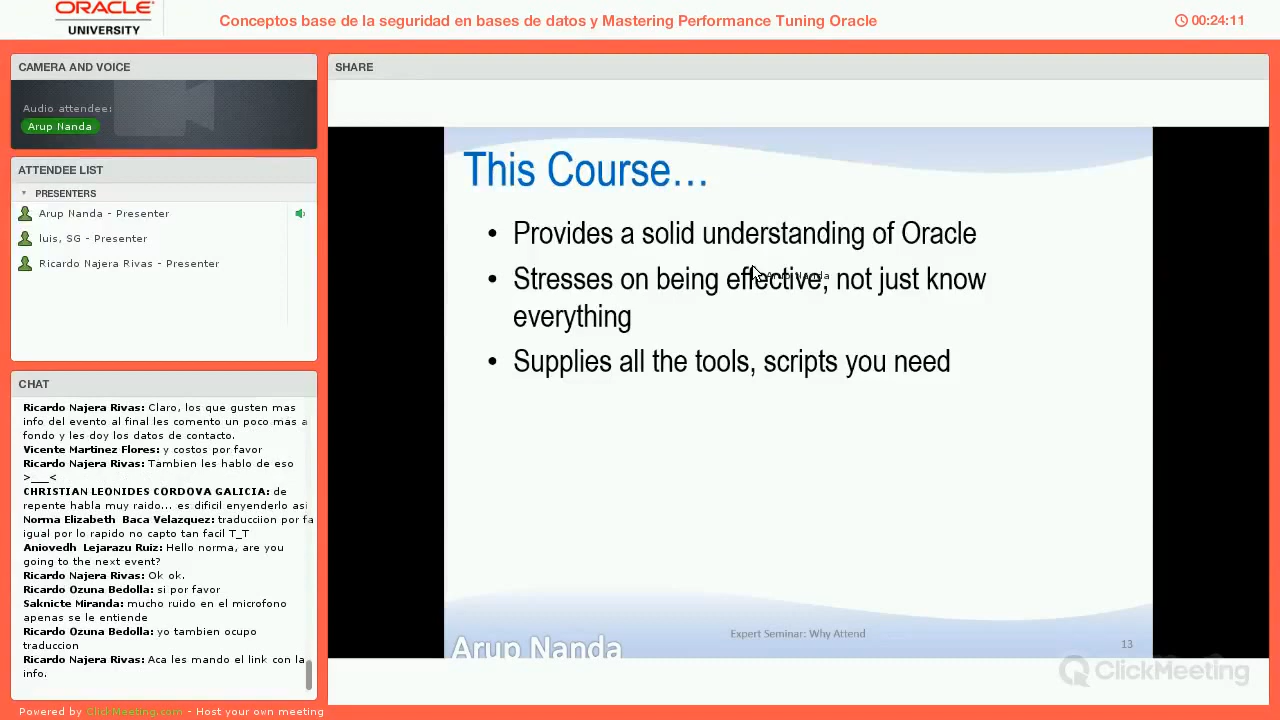 ORACLE
UNIVERSITY
Conceptos base de la seguridad en bases de datos y Mastering Performance Tuning Oracle
00:24:11
CAMERA AND VOICE
Audio attendee:
Arup Nanda
ATTENDEE LIST
PRESENTERS
Arup Nanda - Presenter
luis, SG - Presenter
Ricardo Najera Rivas - Presenter
CHAT
Ricardo Najera Rivas: Claro, los que gusten mas
info del evento al final les comento un poco mas a
fondo y les doy los datos de contacto.
Vicente Martinez Flores: y costos por favor
Ricardo Najera Rivas: Tambien les hablo de eso
>___<
CHRISTIAN LEONIDES CORDOVA GALICIA: de
repente habla muy raido... es dificil enyenderlo asi
Norma Elizabeth Baca Velazquez: traducciion por fa
igual por lo rapido no capto tan facil T_T
Aniovedh Lejarazu Ruiz: Hello norma, are you
going to the next event?
Ricardo Najera Rivas: Ok ok.
Ricardo Ozuna Bedolla: si por favor
Saknicte Miranda: mucho ruido en el microfono
apenas se le entiende
Ricardo Ozuna Bedolla: yo tambien ocupo
traduccion
Ricardo Najera Rivas: Aca les mando el link con la
info.
Powered by ClickMeeting.com - Host your own meeting
SHARE
This Course...
• Provides a solid understanding of Oracle
• Stresses on being effective, not just know
everything
Arup Nanda
• Supplies all the tools, scripts you need
Expert Seminar: Why Attend
13
Arup Nanda
ClickMeeting